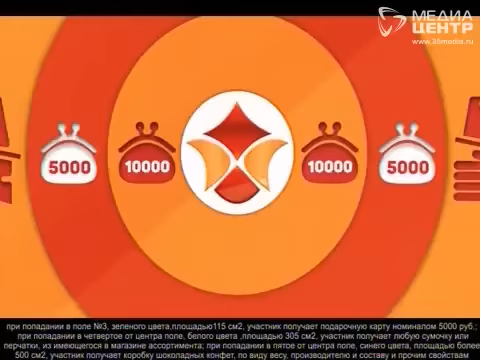 МЕДИА
ЦЕНТР
www.35media.ru
5000 10000 10000 5000
при попадании в поле №3, зеленого цвета,площадью115 см2, участник получает подарочную карту номиналом 5000 руб.;
при попадании в четвертое от центра поле, белого цвета ,площадью 305 см2, участник получает любую сумочку или
перчатки, из имеющегося в магазине ассортимента; при попадании в пятое от центра поле, синего цвета, площадью более
500 см2, участник получает коробку шоколадных конфет, по виду весу, производителю и составу и прочим свойствам